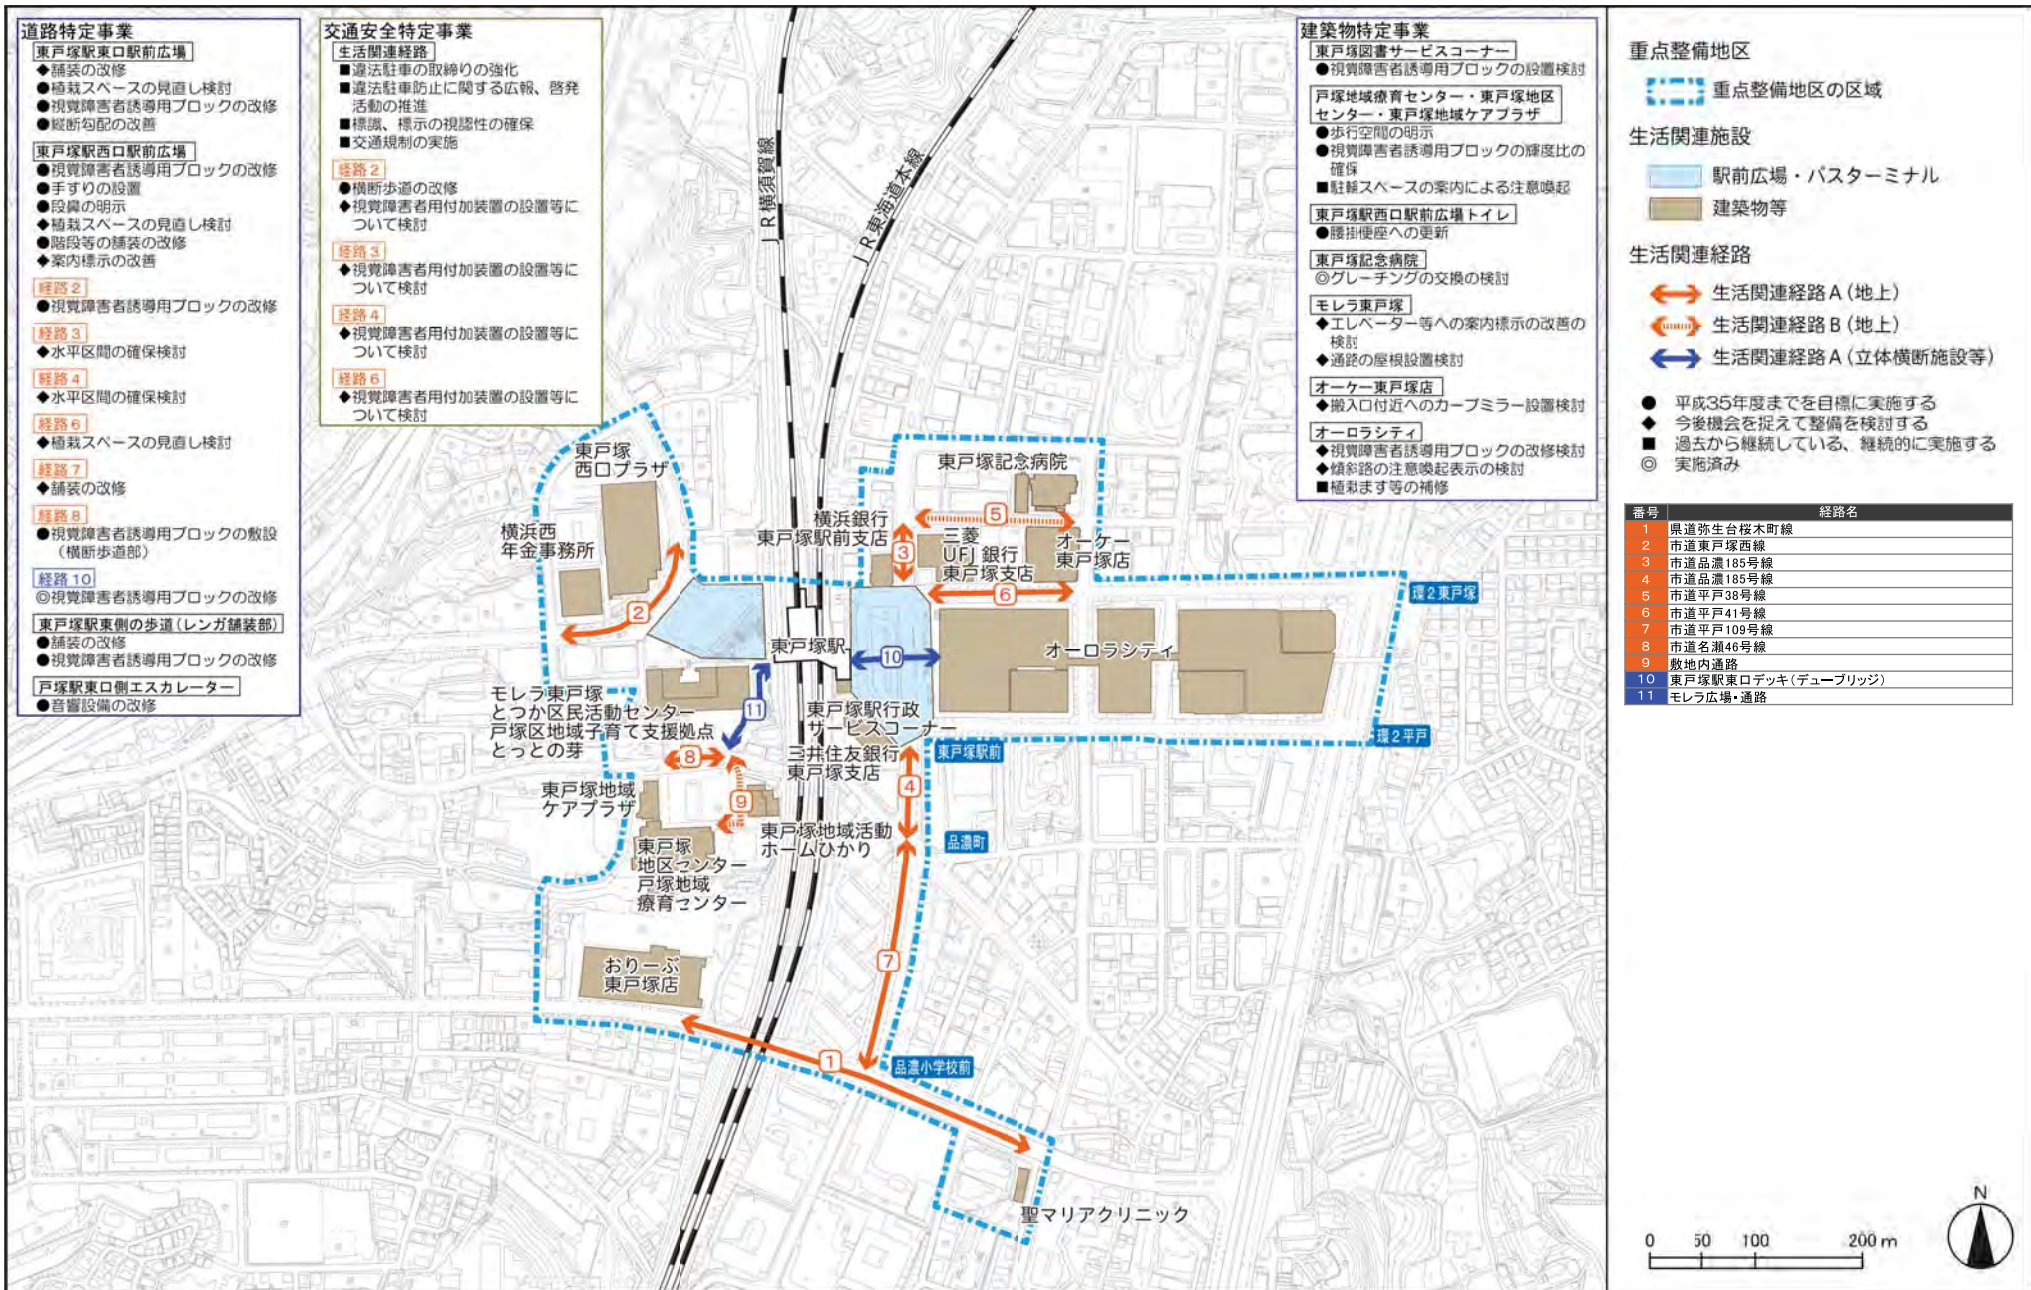 道路特定事業
東戸塚駅東口駅前広場
◆舗装の改修
●植栽スペースの見直し検討
●視覚障害者誘導用ブロックの改修
●縦断勾配の改善
東戸塚駅西口駅前広場
●視覚障害者誘導用ブロックの改修
●手すりの設置
●段鼻の明示
◆植栽スペースの見直し検討
●階段等の舗装の改修
◆案内標示の改善
経路2
●視覚障害者誘導用ブロックの改修
経路3
◆水平区間の確保検討
経路4
◆水平区間の確保検討
経路6
◆植栽スペースの見直し検討
経路7
◆舗装の改修
経路8
●視覚障害者誘導用ブロックの敷設
（横断歩道部）
経路10
◎視覚障害者誘導用ブロックの改修
東戸塚駅東側の歩道(レンガ舗装部)
●舗装の改修
●視覚障害者誘導用ブロックの改修
戸塚駅東口側エスカレーター
●音響設備の改修
交通安全特定事業
生活関連経路
■違法駐車の取締りの強化
■違法駐車防止に関する広報、啓発
活動の推進
■標識、標示の視認性の確保
■交通規制の実施
経路2
●横断歩道の改修
◆視覚障害者用付加装置の設置等に
ついて検討
経路3
◆視覚障害者用付加装置の設置等に
ついて検討
経路4
◆視覚障害者用付加装置の設置等に
ついて検討
経路6
◆視覚障害者用付加装置の設置等に
ついて検討
建築物特定事業
東戸塚図書サービスコーナー
●視覚障害者誘導用ブロックの設置検討
戸塚地域療育センター・東戸塚地区
センター・東戸塚地域ケアプラザ
●歩行空間の明示
●視覚障害者誘導用ブロックの輝度比の
確保
■駐輪スペースの案内による注意喚起
東戸塚駅西口駅前広場トイレ
●腰掛便座への更新
東戸塚記念病院
◎グレーチングの交換の検討
モレラ東戸塚
◆エレベーター等への案内標示の改善の
検討
◆通路の屋根設置検討
オーケー東戸塚店
◆搬入口付近へのカーブミラー設置検討
オーロラシティ
◆視覚障害者誘導用ブロックの改修検討
◆傾斜路の注意喚起表示の検討
■植栽ます等の補修
JR横須賀線
JR東海道本線
東戸塚
西口プラザ
横浜西
年金事務所
2
東戸塚記念病院
横浜銀行
東戸塚駅前支店
三菱
UFJ銀行
東戸塚支店
オーケー
東戸塚店
5
3
6
環2東戸塚
東戸塚駅
10
オーロラシティ
モレラ東戸塚
とつか区民活動センター
戸塚区地域子育て支援拠点
とっとの芽
11
東戸塚駅行政
サービスコーナー
三井住友銀行
東戸塚支店
東戸塚駅前
環2平戸
8
4
東戸塚地域
ケアプラザ
9
東戸塚地域活動
ホームひかり
品濃町
東戸塚
地区センター
戸塚地域
療育センター
おりーぶ
東戸塚店
7
1
品濃小学校前
聖マリアクリニック
重点整備地区
重点整備地区の区域
生活関連施設
駅前広場・バスターミナル
建築物等
生活関連経路
生活関連経路A(地上)
生活関連経路B(地上)
生活関連経路A(立体横断施設等)
● 平成35年度までを目標に実施する
◆ 今後機会を捉えて整備を検討する
■ 過去から継続している、継続的に実施する
◎ 実施済み
番号 経路名
1 県道弥生台桜木町線
2 市道東戸塚西線
3 市道品濃185号線
4 市道品濃185号線
5 市道平戸38号線
6 市道平戸41号線
7 市道平戸109号線
8 市道名瀬46号線
9 敷地内通路
10 東戸塚駅東口デッキ(デューブリッジ)
11 モレラ広場・通路
N
0 50 100 200 m